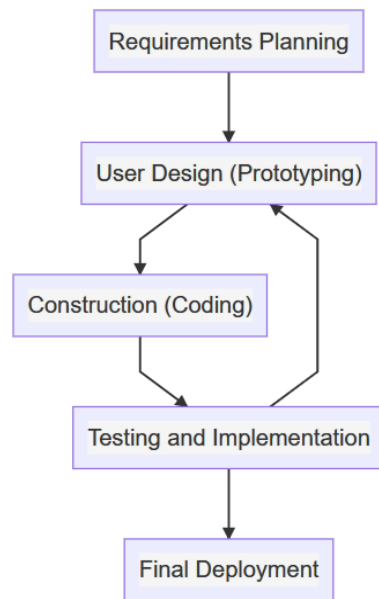 Requirements Planning
User Design (Prototyping)
Construction (Coding)
Testing and Implementation
Final Deployment